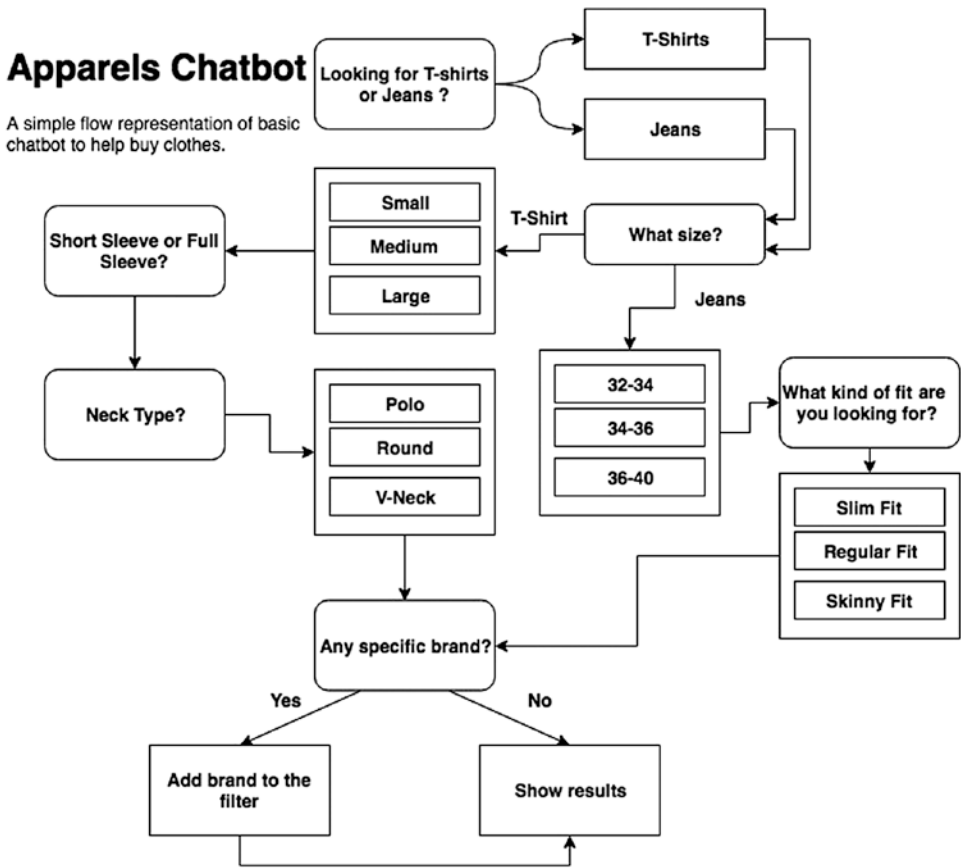 Apparels Chatbot
A simple flow representation of basic
chatbot to help buy clothes.
Looking for T-shirts
or Jeans ?
T-Shirts
Jeans
What size?
T-Shirt
Small
Medium
Large
Short Sleeve or Full
Sleeve?
Neck Type?
Polo
Round
V-Neck
Jeans
32-34
34-36
36-40
What kind of fit are
you looking for?
Slim Fit
Regular Fit
Skinny Fit
Any specific brand?
Yes
No
Add brand to the
filter
Show results